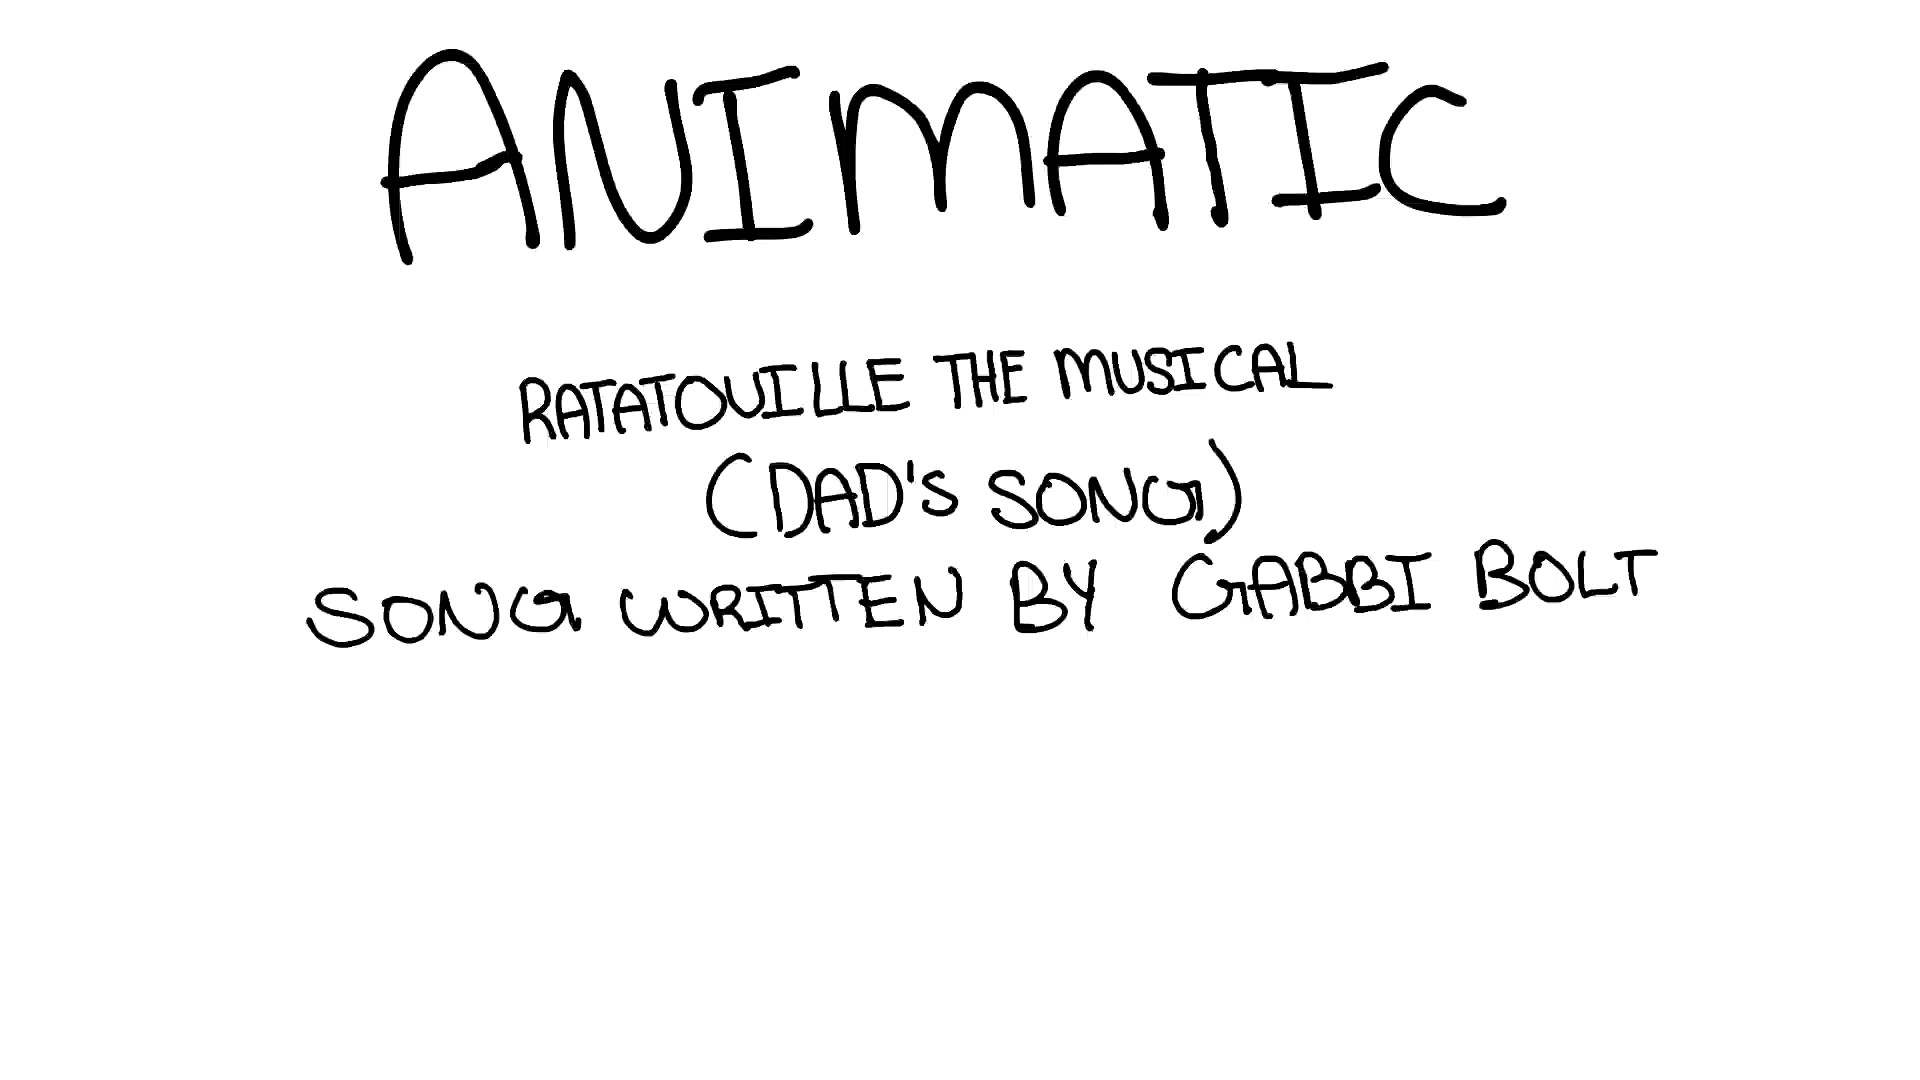 ANIMATIC
RATATOUILLE THE MUSICAL
(DAD'S SONG)
SONG WRITTEN BY GABBI BOLT